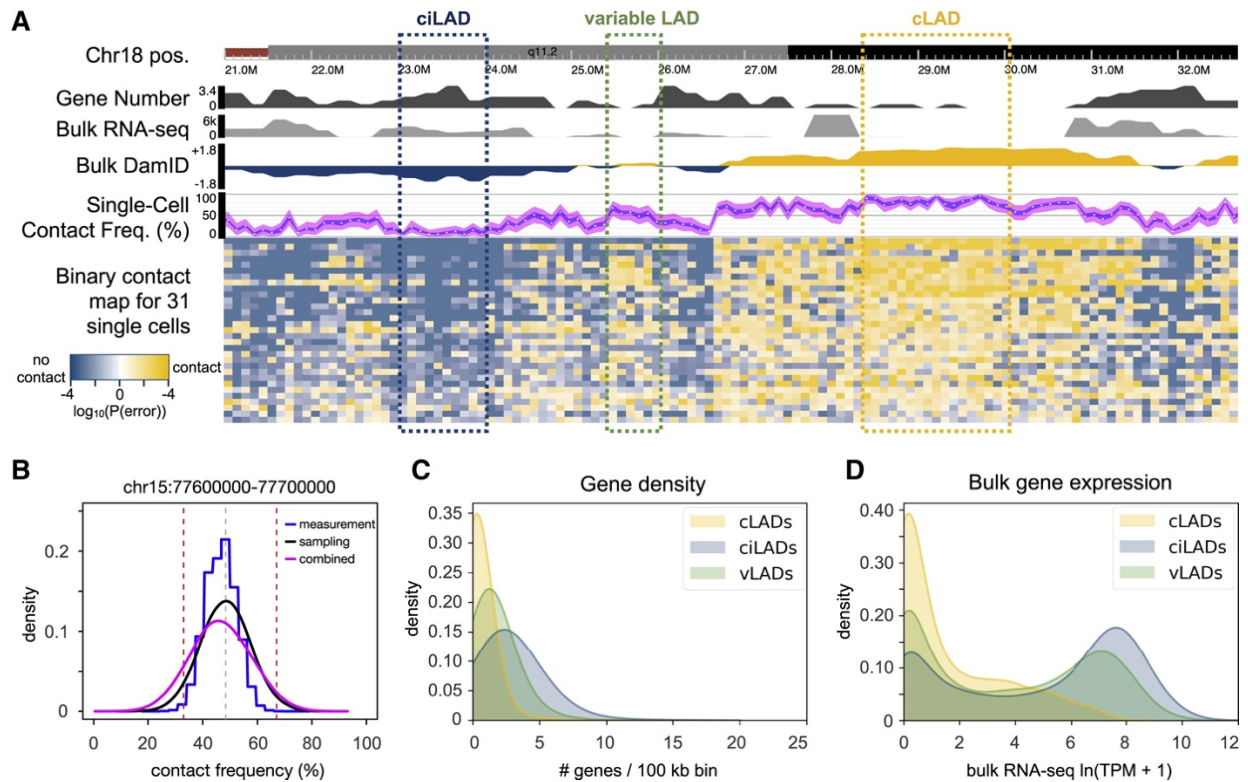 A
ciLAD
variable LAD
cLAD
Chr18 pos.
q11.2
21.0M 22.0M 23.0M 24.0M 25.0M 26.0M 27.0M 28.0M 29.0M 30.0M 31.0M 32.0M
Gene Number
3.4
0
Bulk RNA-seq
6k
0
Bulk DamID
+1.8
-1.8
Single-Cell
Contact Freq. (%)
100
50
0
Binary contact
map for 31
single cells
no
contact
contact
-4 0 -4
log10(P(error))
B
chr15:77600000-77700000
measurement
sampling
combined
density
0.2
0.1
0
0 20 40 60 80 100
contact frequency (%)
C
Gene density
cLADs
ciLADs
vLADs
density
0.35
0.30
0.25
0.20
0.15
0.10
0.05
0
0 5 10 15 20 25
# genes / 100 kb bin
D
Bulk gene expression
cLADs
ciLADs
vLADs
density
0.40
0.30
0.20
0.10
0
0 2 4 6 8 10 12
bulk RNA-seq ln(TPM + 1)